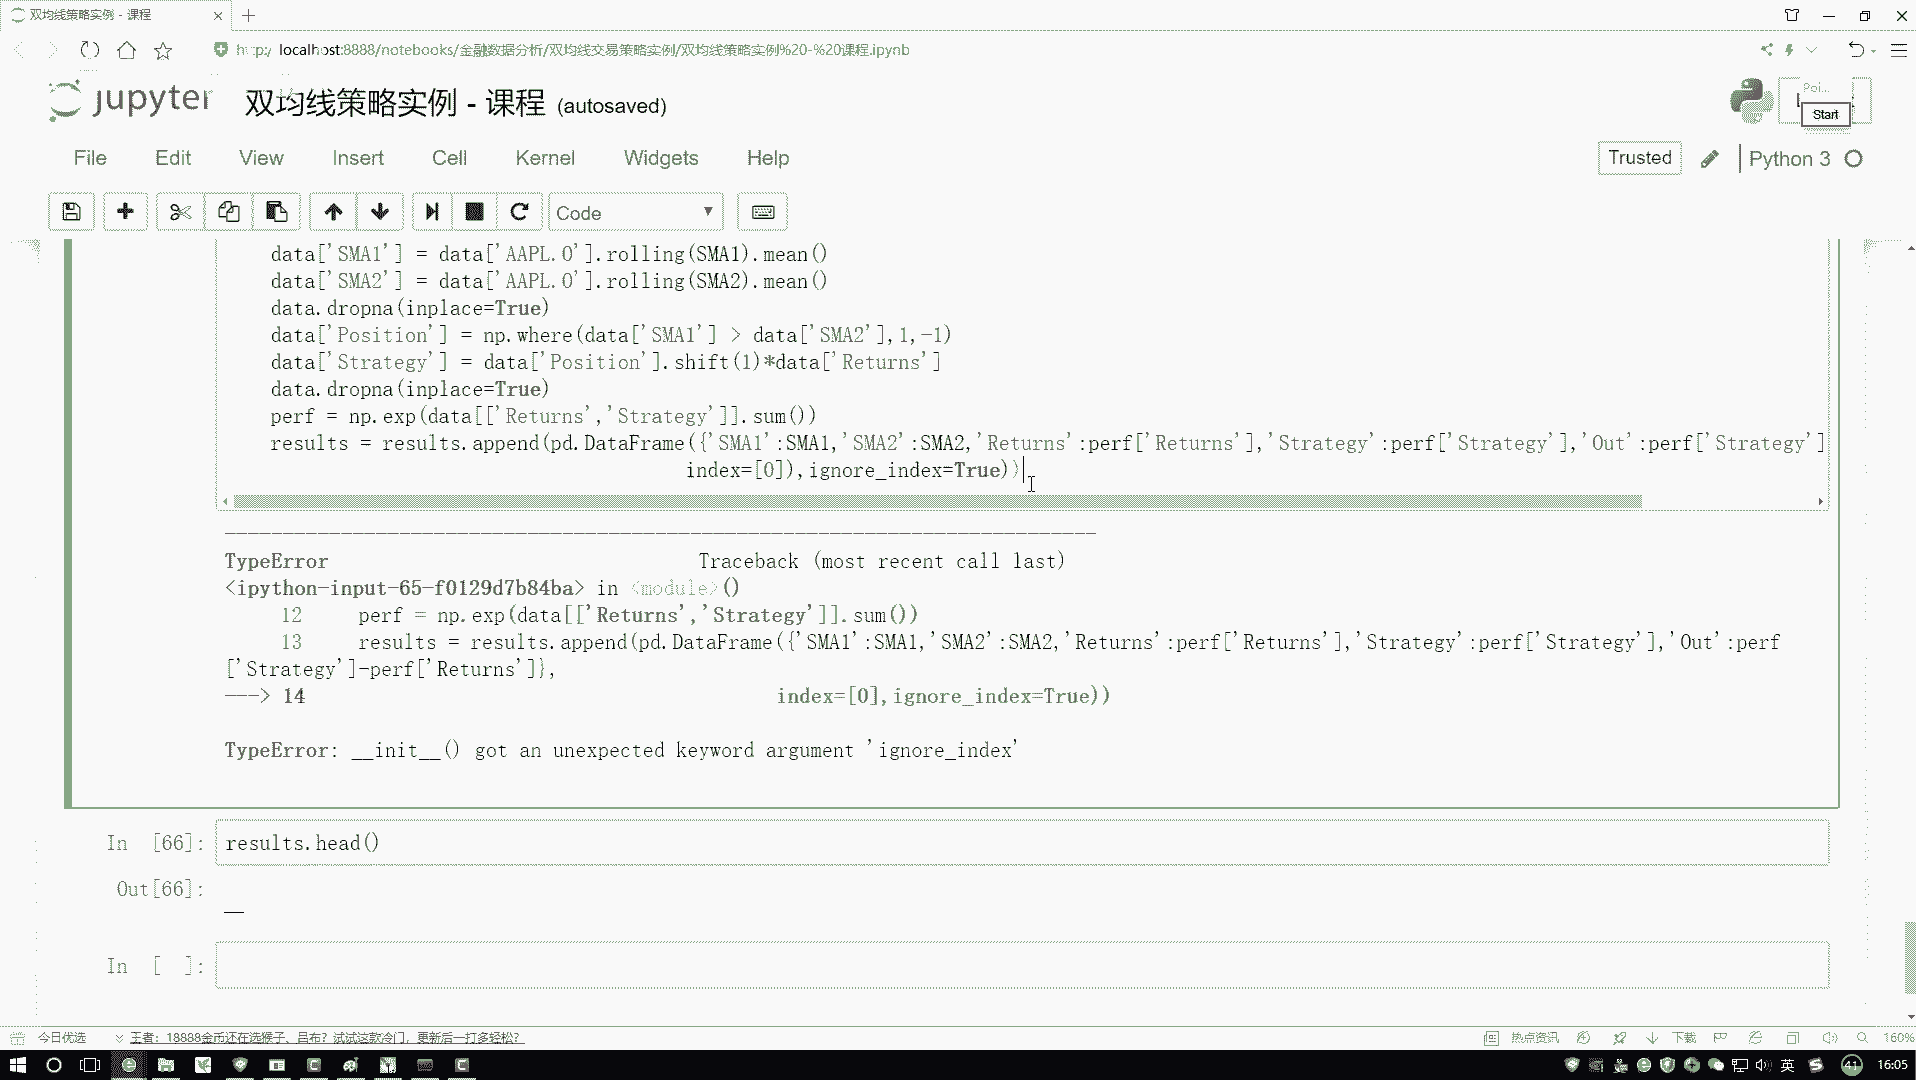 双均线策略实例 - 课程
http:/ localhost:8888/notebooks/金融数据分析/双均线交易策略实例/双均线策略实例%20-%20课程.ipynb
jupyter 双均线策略实例 - 课程 (autosaved)
Poi...
Start
File Edit View Insert Cell Kernel Widgets Help
Trusted
Python 3
Code
data['SMA1'] = data['AAPL.O'].rolling(SMA1).mean()
data['SMA2'] = data['AAPL.O'].rolling(SMA2).mean()
data.dropna(inplace=True)
data['Position'] = np.where(data['SMA1'] > data['SMA2'],1,-1)
data['Strategy'] = data['Position'].shift(1)*data['Returns']
data.dropna(inplace=True)
perf = np.exp(data[['Returns','Strategy']].sum())
results = results.append(pd.DataFrame({'SMA1':SMA1,'SMA2':SMA2,'Returns':perf['Returns'],'Strategy':perf['Strategy'],'Out':perf['Strategy']
index=[0]),ignore_index=True))
---------------------------------------------------------------------------
TypeError Traceback (most recent call last)
<ipython-input-65-f0129d7b84ba> in <module>()
12 perf = np.exp(data[['Returns','Strategy']].sum())
13 results = results.append(pd.DataFrame({'SMA1':SMA1,'SMA2':SMA2,'Returns':perf['Returns'],'Strategy':perf['Strategy'],'Out':perf
['Strategy']-perf['Returns']},
---> 14 index=[0],ignore_index=True))
TypeError: __init__() got an unexpected keyword argument 'ignore_index'
In [66]: results.head()
Out[66]:
In [ ]:
今日优选
王者：18888金币还在选猴子、吕布？试试这款冷门，更新后一打多轻松？
热点资讯
下载
160%
英
41
16:05